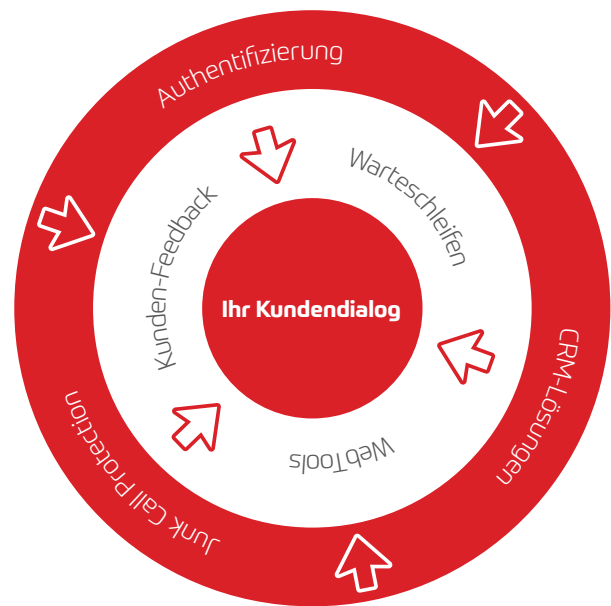 Authentifizierung
CRM-Lösungen
Junk Call Protection
Warteschleifen
WebTools
Kunden-Feedback
Ihr Kundendialog